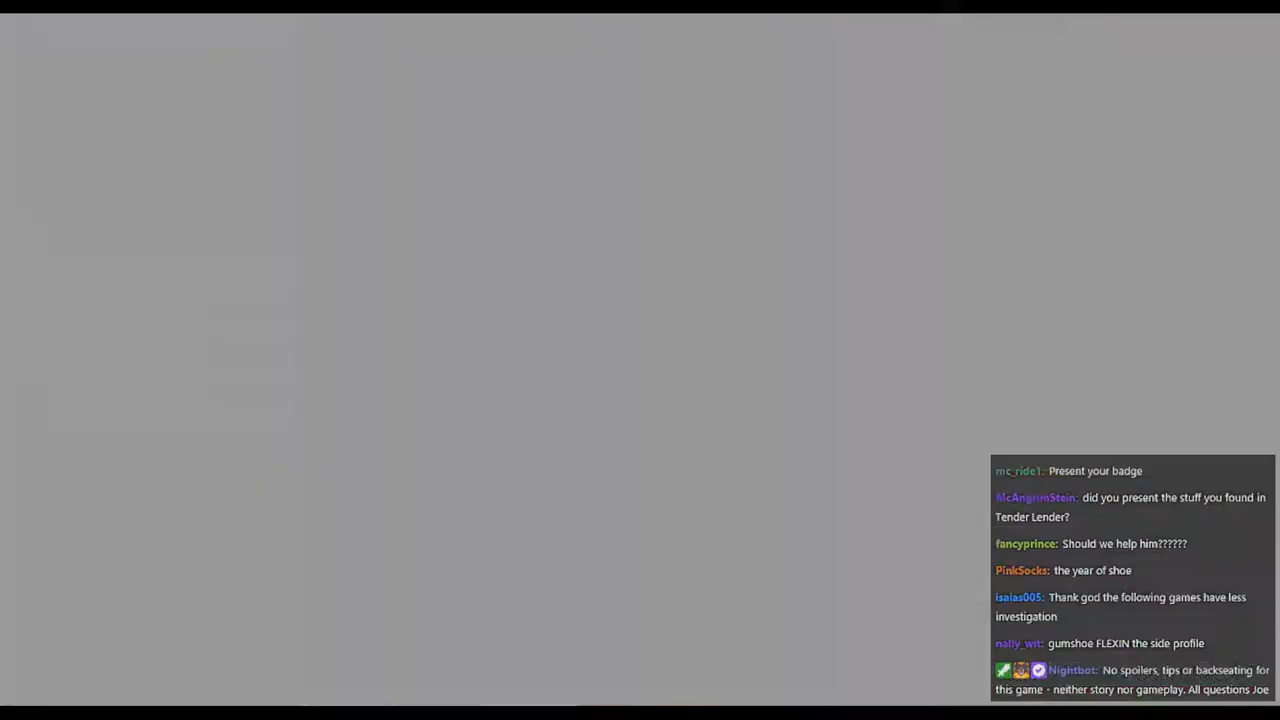 mc_ride1: Present your badge
McAngrimStein: did you present the stuff you found in
Tender Lender?
fancyprince: Should we help him??????
PinkSocks: the year of shoe
isaias005: Thank god the following games have less
investigation
nally_wit: gumshoe FLEXIN the side profile
Nightbot: No spoilers, tips or backseating for
this game - neither story nor gameplay. All questions Joe